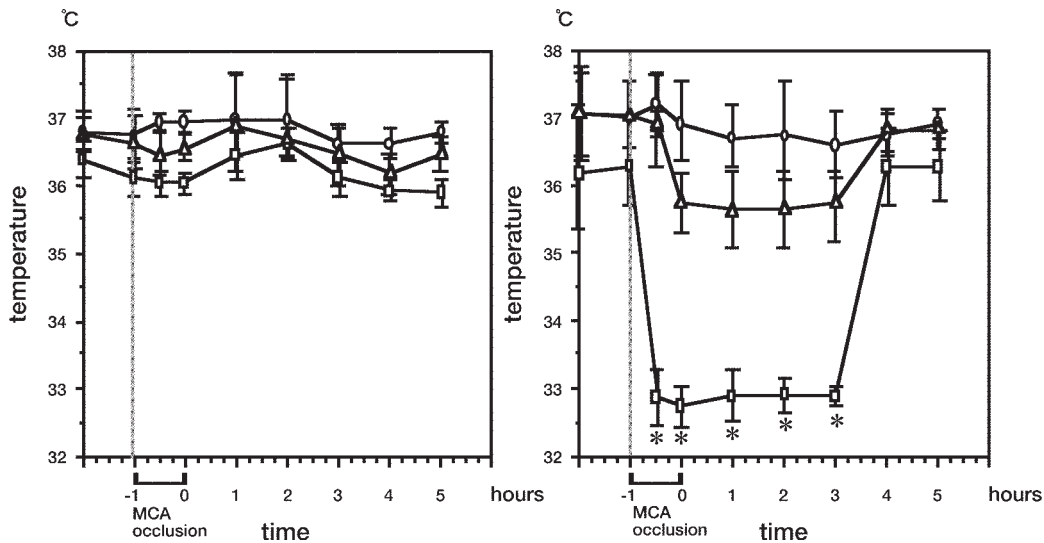 °C
38
37
36
35
34
33
32
temperature
-1 0 1 2 3 4 5 hours
MCA
occlusion
time
°C
38
37
36
35
34
33
32
temperature
* * * * *
-1 0 1 2 3 4 5 hours
MCA
occlusion
time